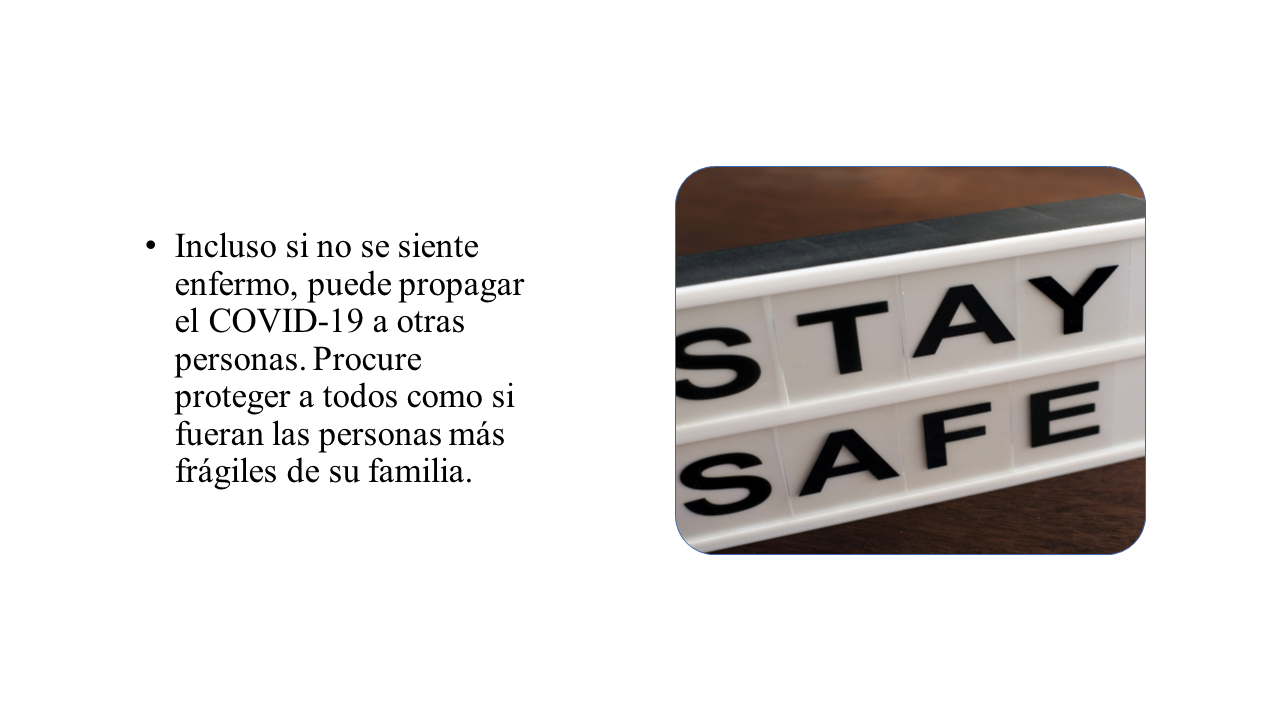 • Incluso si no se siente
enfermo, puede propagar
el COVID-19 a otras
personas. Procure
proteger a todos como si
fueran las personas más
frágiles de su familia.
STAY
SAFE